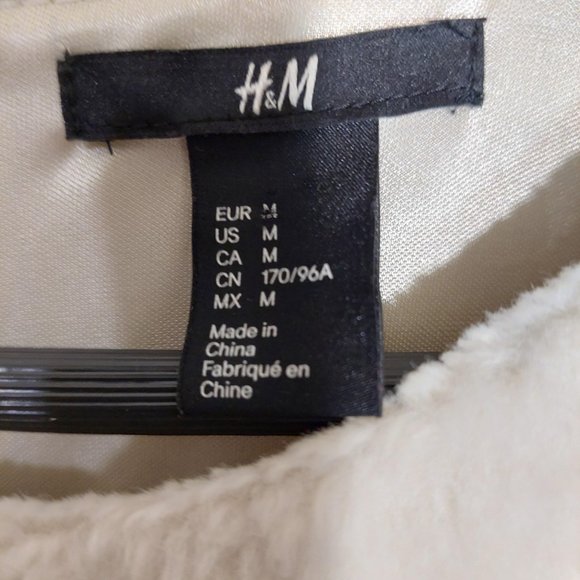 H&M
EUR M
US M
CA M
CN 170/96A
MX M
Made in
China
Fabriqué en
Chine